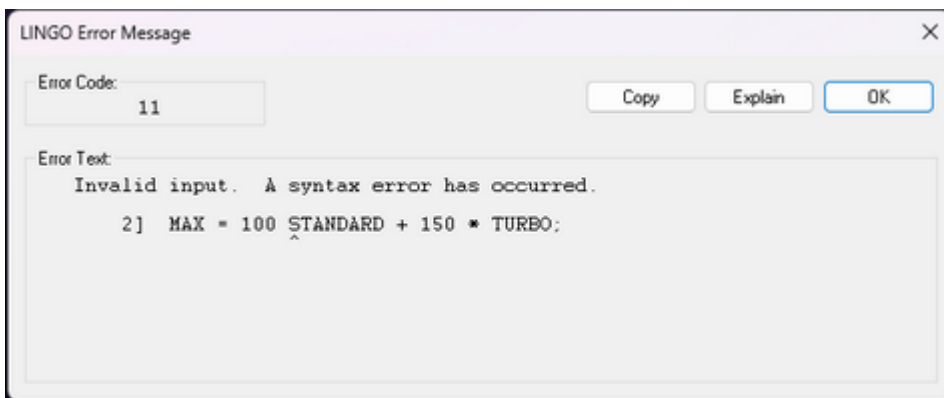 LINGO Error Message
Error Code:
11
Copy
Explain
OK
Error Text:
Invalid input. A syntax error has occurred.
2] MAX = 100 STANDARD + 150 * TURBO;
^